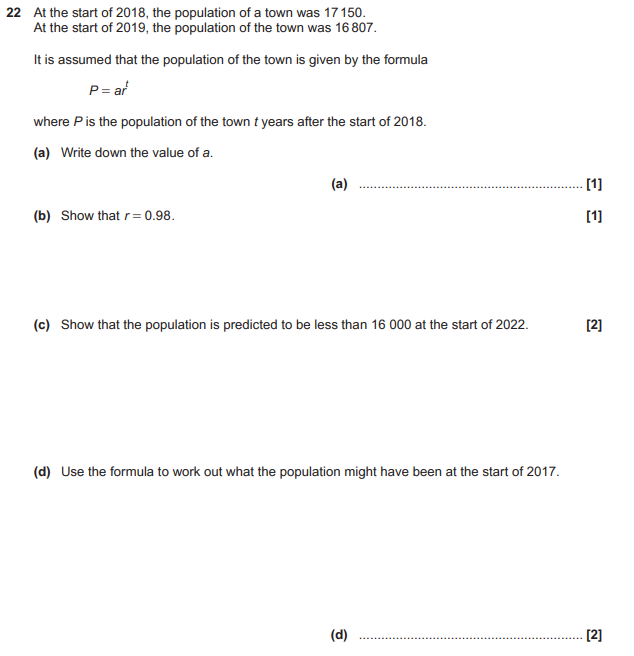 22 At the start of 2018, the population of a town was 17 150.
At the start of 2019, the population of the town was 16 807.
It is assumed that the population of the town is given by the formula
P = ar^t
where P is the population of the town t years after the start of 2018.
(a) Write down the value of a.
(a) .............................................................. [1]
(b) Show that r = 0.98. [1]
(c) Show that the population is predicted to be less than 16 000 at the start of 2022. [2]
(d) Use the formula to work out what the population might have been at the start of 2017.
(d) .............................................................. [2]